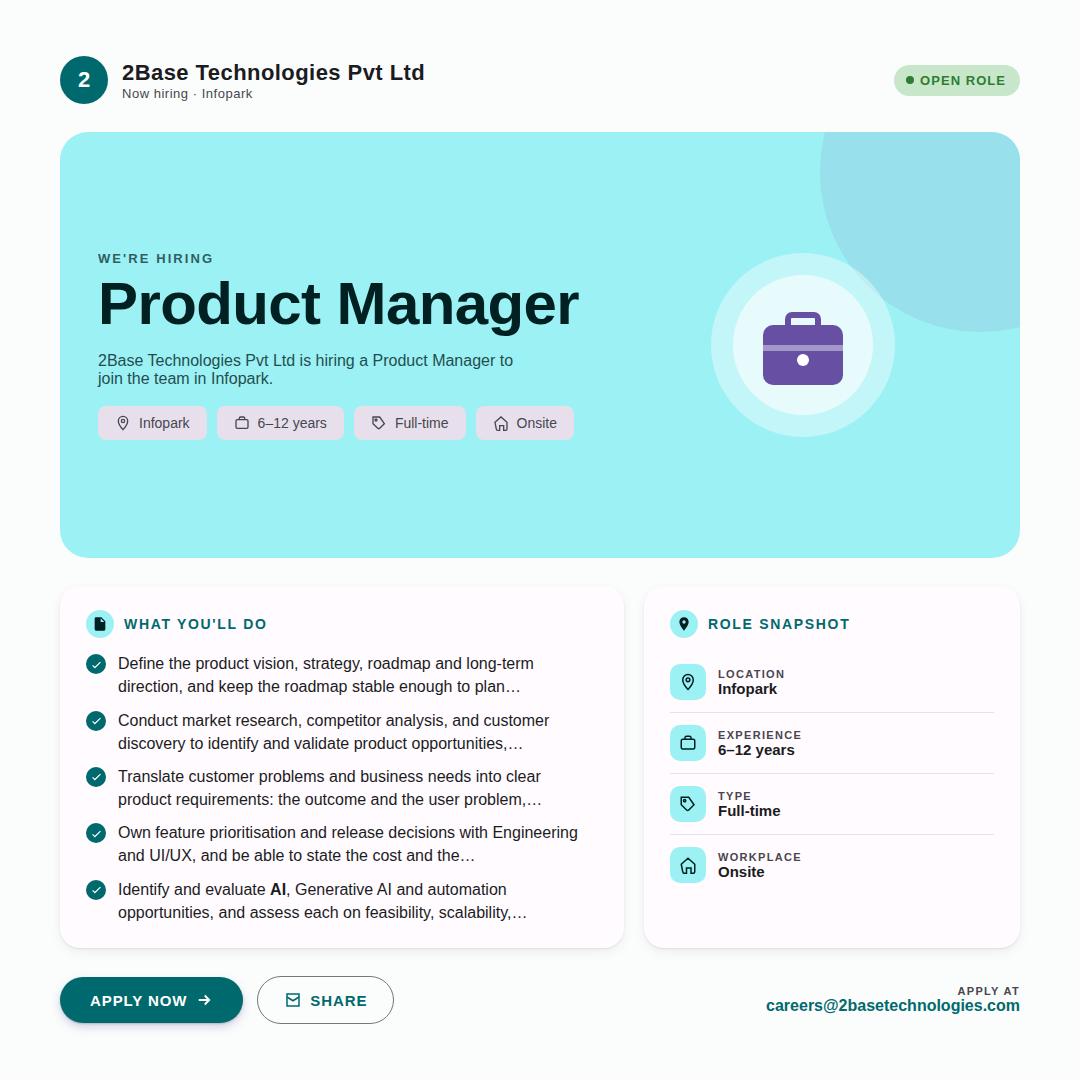 2
2Base Technologies Pvt Ltd
Now hiring · Infopark
OPEN ROLE
WE'RE HIRING
Product Manager
2Base Technologies Pvt Ltd is hiring a Product Manager to
join the team in Infopark.
Infopark
6–12 years
Full-time
Onsite
WHAT YOU'LL DO
Define the product vision, strategy, roadmap and long-term
direction, and keep the roadmap stable enough to plan…
Conduct market research, competitor analysis, and customer
discovery to identify and validate product opportunities,…
Translate customer problems and business needs into clear
product requirements: the outcome and the user problem,…
Own feature prioritisation and release decisions with Engineering
and UI/UX, and be able to state the cost and the…
Identify and evaluate AI, Generative AI and automation
opportunities, and assess each on feasibility, scalability,…
ROLE SNAPSHOT
LOCATION
Infopark
EXPERIENCE
6–12 years
TYPE
Full-time
WORKPLACE
Onsite
APPLY NOW
SHARE
APPLY AT
careers@2basetechnologies.com